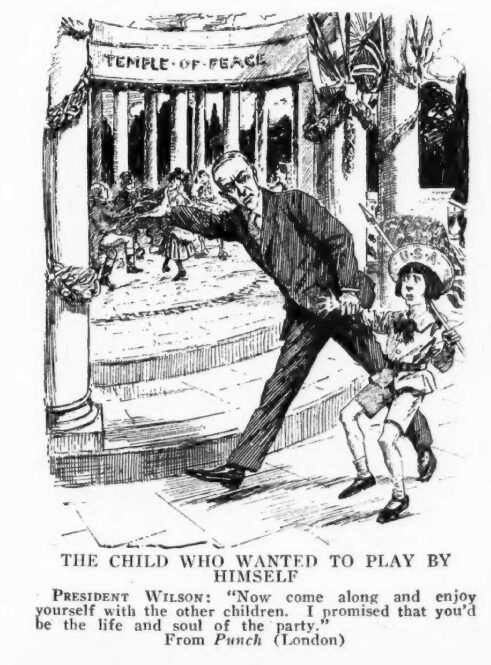 TEMPLE·OF·PEACE
U.S.A.
THE CHILD WHO WANTED TO PLAY BY
HIMSELF
PRESIDENT WILSON: "Now come along and enjoy
yourself with the other children. I promised that you'd
be the life and soul of the party."
From Punch (London)